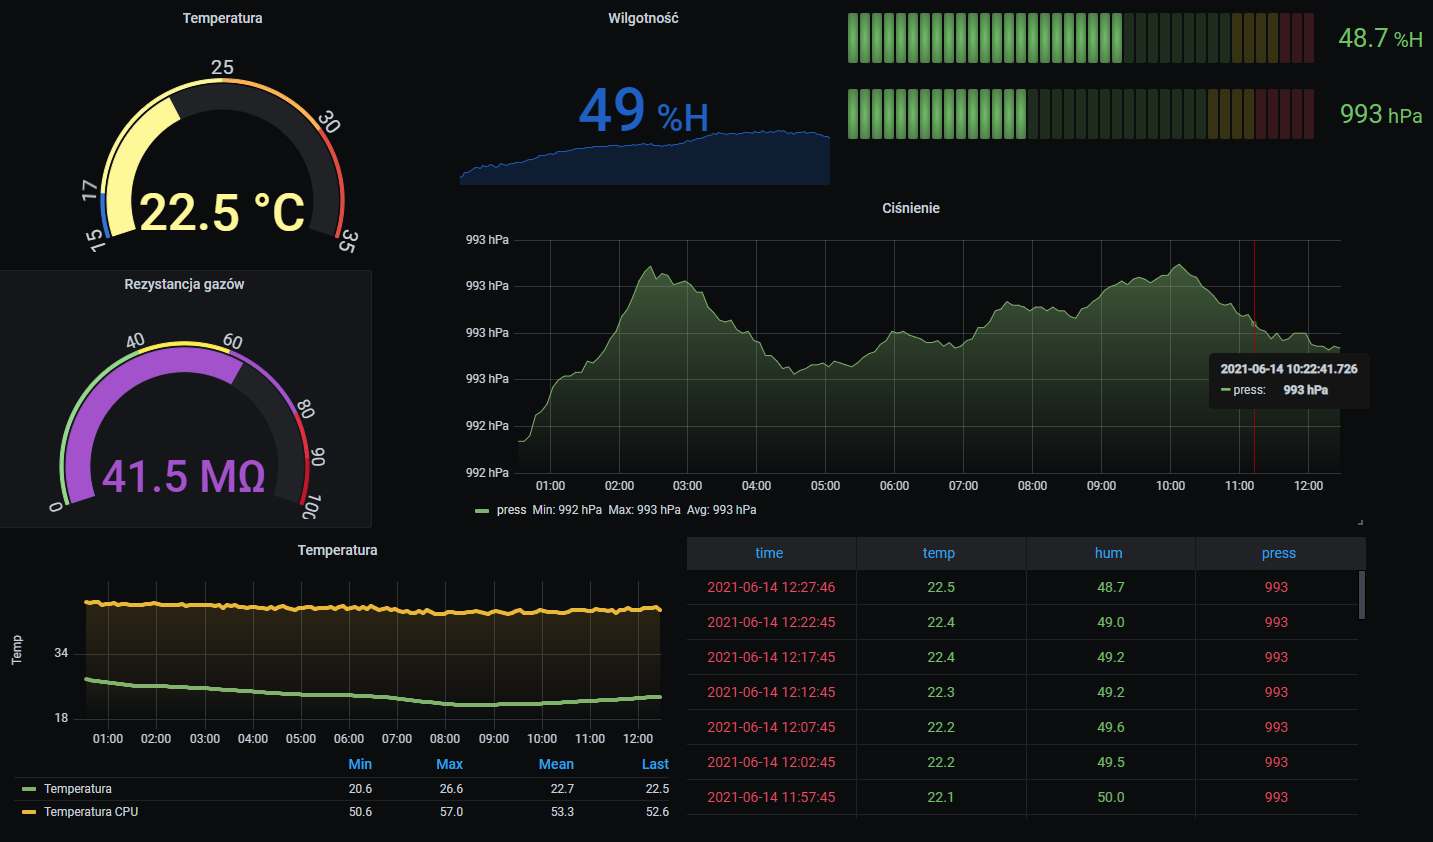 Temperatura
15
17
25
30
35
22.5 °C
Wilgotność
49 %H
48.7 %H
993 hPa
Rezystancja gazów
0
40
60
80
90
100
41.5 MΩ
Ciśnienie
993 hPa
993 hPa
993 hPa
993 hPa
992 hPa
992 hPa
01:00 02:00 03:00 04:00 05:00 06:00 07:00 08:00 09:00 10:00 11:00 12:00
2021-06-14 10:22:41.726
press: 993 hPa
press Min: 992 hPa Max: 993 hPa Avg: 993 hPa
Temperatura
Temp
34
18
01:00 02:00 03:00 04:00 05:00 06:00 07:00 08:00 09:00 10:00 11:00 12:00
Min Max Mean Last
Temperatura 20.6 26.6 22.7 22.5
Temperatura CPU 50.6 57.0 53.3 52.6
time temp hum press
2021-06-14 12:27:46 22.5 48.7 993
2021-06-14 12:22:45 22.4 49.0 993
2021-06-14 12:17:45 22.4 49.2 993
2021-06-14 12:12:45 22.3 49.2 993
2021-06-14 12:07:45 22.2 49.6 993
2021-06-14 12:02:45 22.2 49.5 993
2021-06-14 11:57:45 22.1 50.0 993